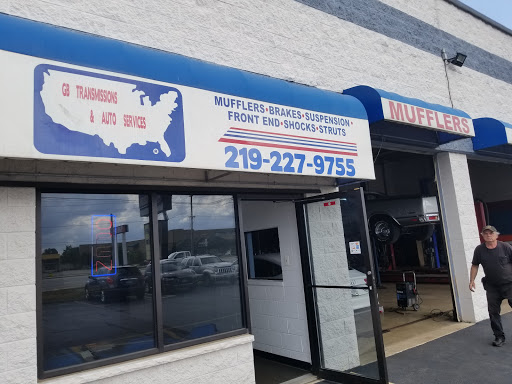 GB TRANSMISSIONS
& AUTO SERVICES
MUFFLERS•BRAKES•SUSPENSION•
FRONT END•SHOCKS•STRUTS
219-227-9755
MUFFLERS